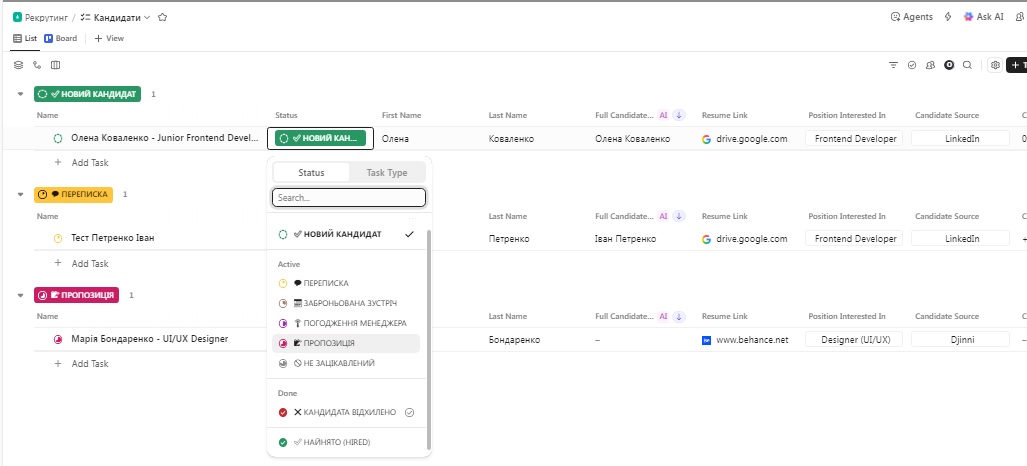 Рекрутинг / Кандидати
Agents Ask AI
List Board + View
НОВИЙ КАНДИДАТ 1
Name Status First Name Last Name Full Candidate... AI Resume Link Position Interested In Candidate Source
Олена Коваленко - Junior Frontend Devel... НОВИЙ КАН... Олена Коваленко Олена Коваленко drive.google.com Frontend Developer LinkedIn
+ Add Task
Status Task Type
Search...
НОВИЙ КАНДИДАТ
Active
ПЕРЕПИСКА
ЗАБРОНЬОВАНА ЗУСТРІЧ
ПОГОДЖЕННЯ МЕНЕДЖЕРА
ПРОПОЗИЦІЯ
НЕ ЗАЦІКАВЛЕНИЙ
Done
КАНДИДАТА ВІДХИЛЕНО
НАЙНЯТО (HIRED)
ПЕРЕПИСКА 1
Name Last Name Full Candidate... AI Resume Link Position Interested In Candidate Source
Тест Петренко Іван Петренко Іван Петренко drive.google.com Frontend Developer LinkedIn
+ Add Task
ПРОПОЗИЦІЯ 1
Name Last Name Full Candidate... AI Resume Link Position Interested In Candidate Source
Марія Бондаренко - UI/UX Designer Бондаренко – www.behance.net Designer (UI/UX) Djinni
+ Add Task